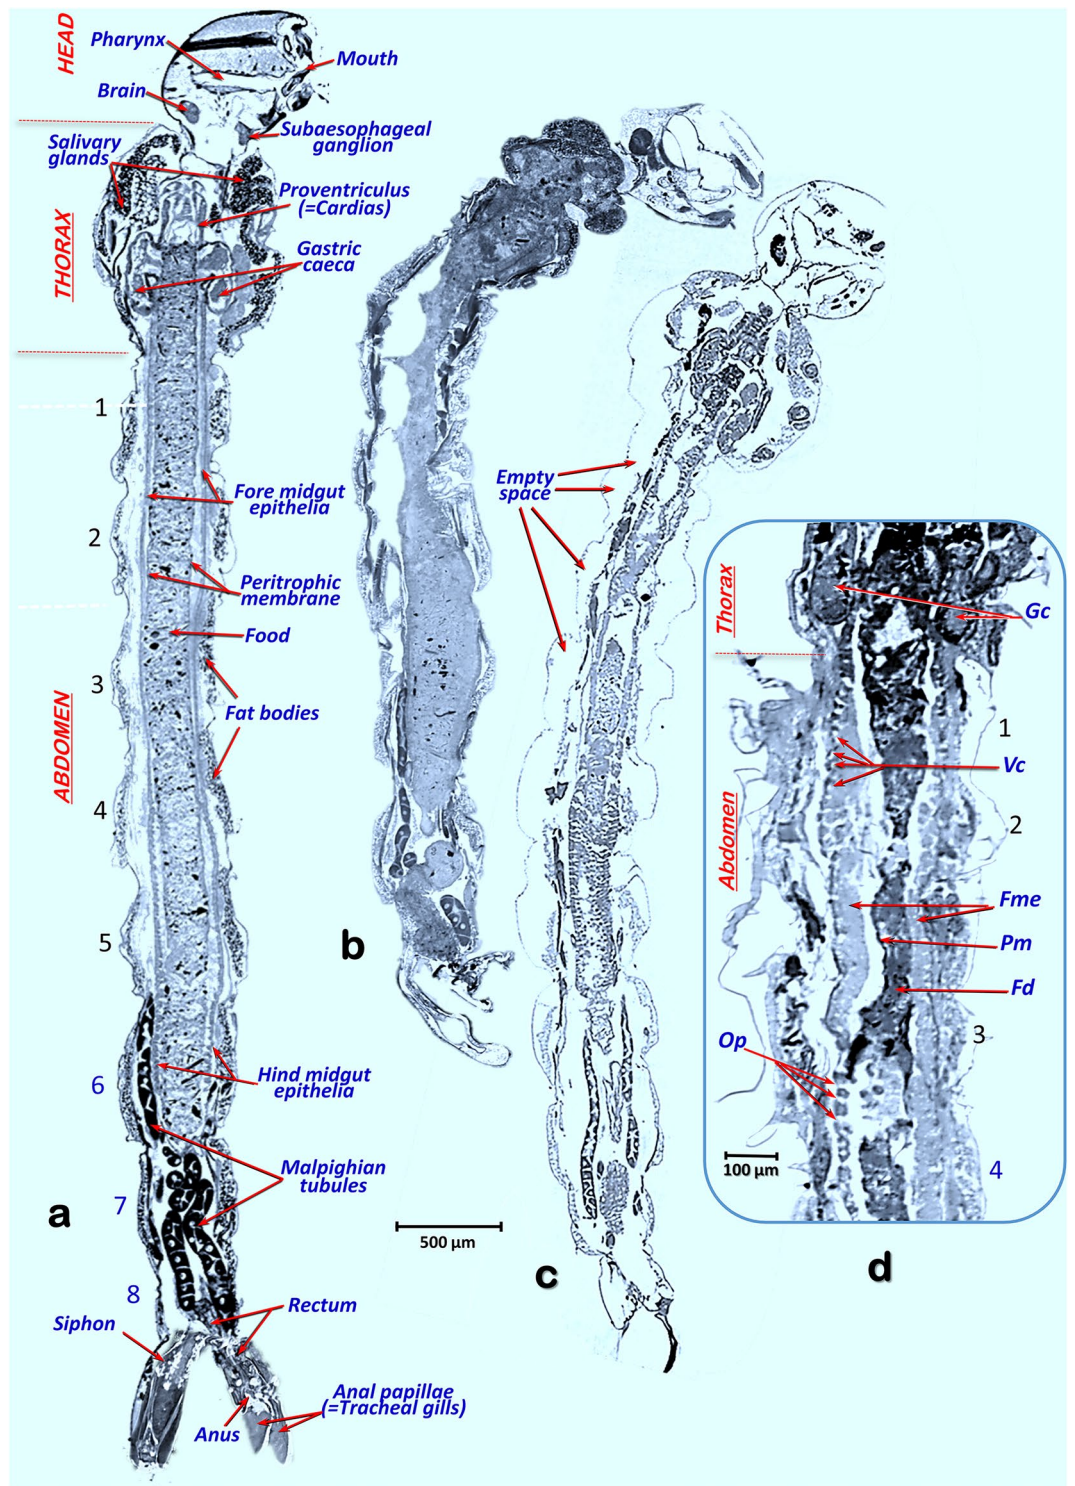 HEAD
Pharynx
Mouth
Brain
Subaesophageal
ganglion
Salivary
glands
Proventriculus
(=Cardias)
THORAX
Gastric
caeca
1
Fore midgut
epithelia
2
Peritrophic
membrane
Food
3
Fat bodies
ABDOMEN
4
5
6
Hind midgut
epithelia
Malpighian
tubules
7
a
8
Rectum
Siphon
Anal papillae
(=Tracheal gills)
Anus
b
500 µm
Empty
space
c
Thorax
Gc
1
Vc
2
Abdomen
Fme
Pm
Fd
3
Op
100 µm
4
d